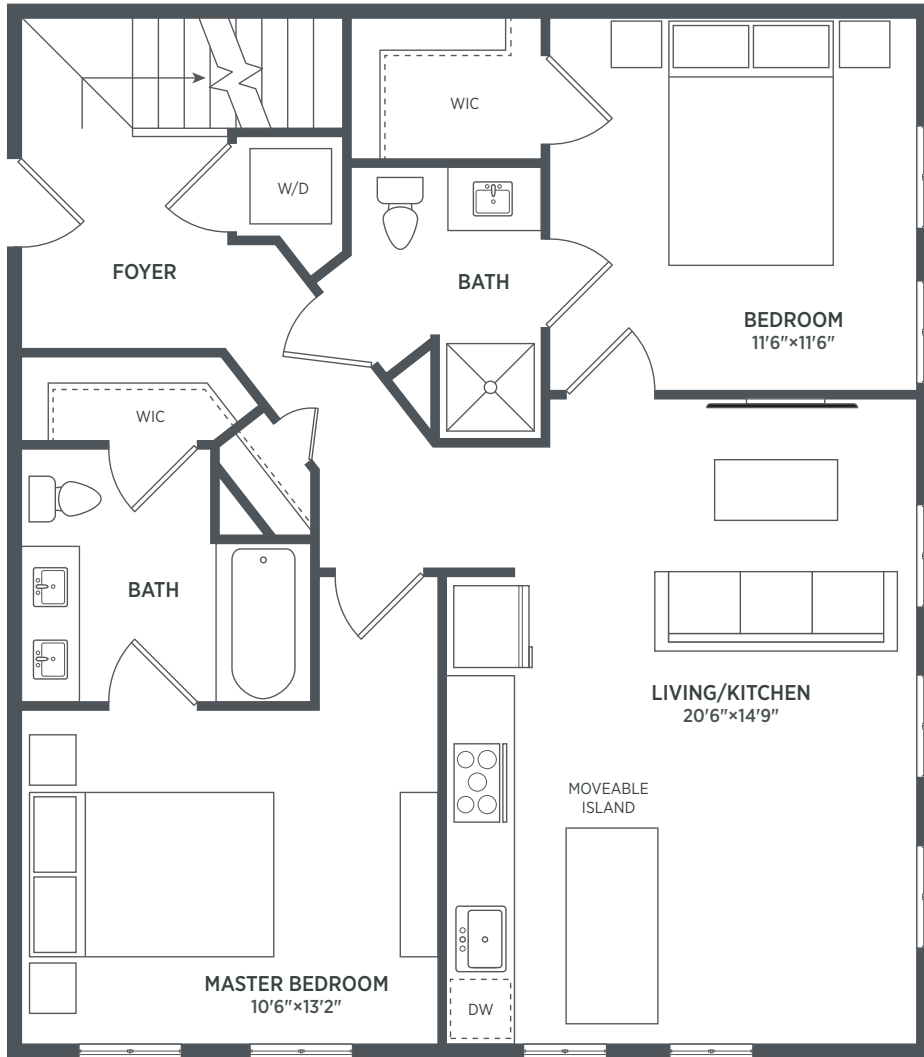 WIC
W/D
FOYER
BATH
BEDROOM
11'6"×11'6"
WIC
BATH
LIVING/KITCHEN
20'6"×14'9"
MOVEABLE
ISLAND
MASTER BEDROOM
10'6"×13'2"
DW